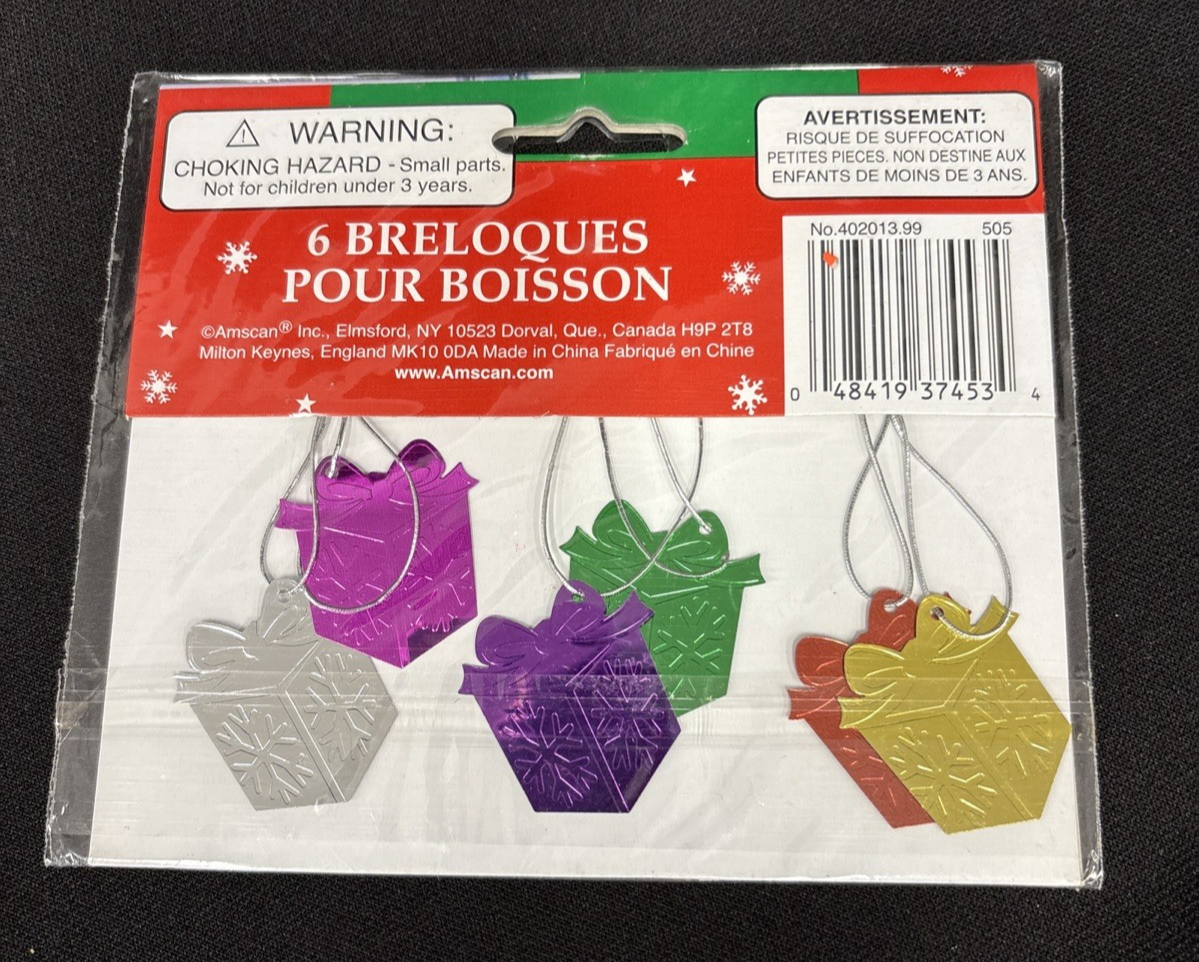 ⚠ WARNING:
CHOKING HAZARD - Small parts.
Not for children under 3 years.
AVERTISSEMENT:
RISQUE DE SUFFOCATION
PETITES PIECES. NON DESTINE AUX
ENFANTS DE MOINS DE 3 ANS.
6 BRELOQUES
POUR BOISSON
©Amscan® Inc., Elmsford, NY 10523 Dorval, Que., Canada H9P 2T8
Milton Keynes, England MK10 0DA Made in China Fabriqué en Chine
www.Amscan.com
No.402013.99 505
0 48419 37453 4